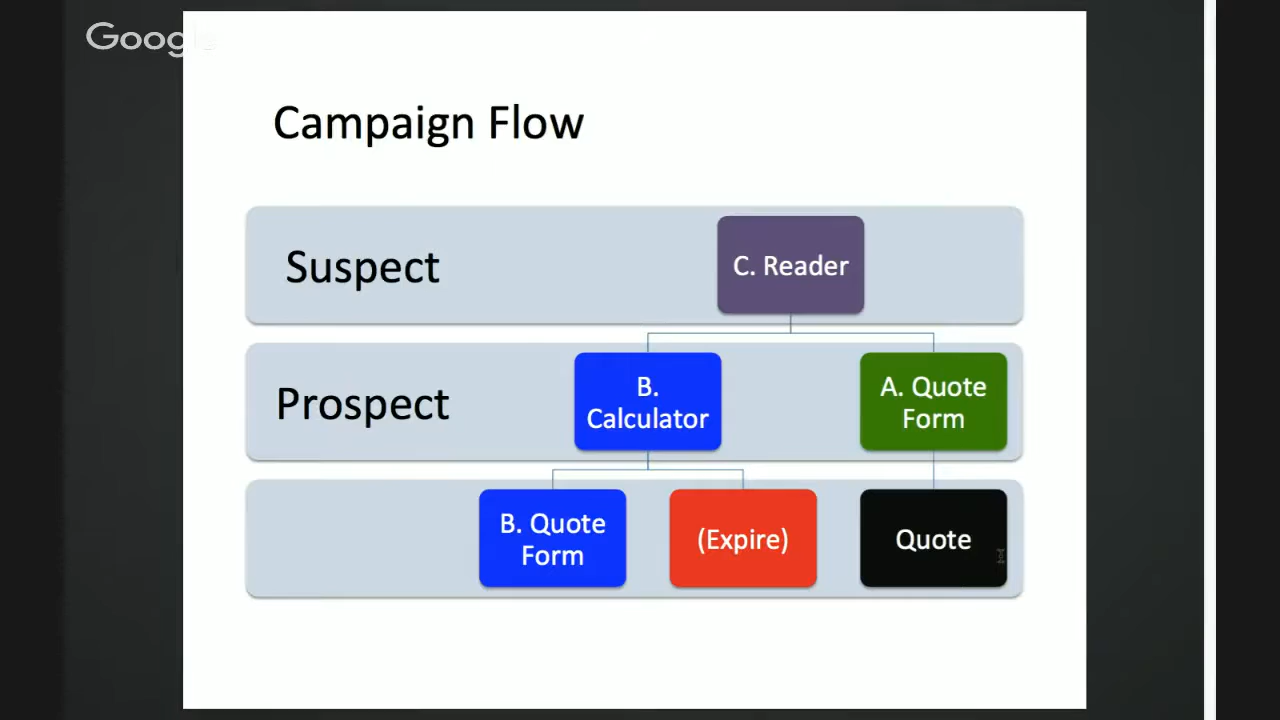 Google
Campaign Flow
Suspect
C. Reader
Prospect
B.
Calculator
A. Quote
Form
B. Quote
Form
(Expire)
Quote